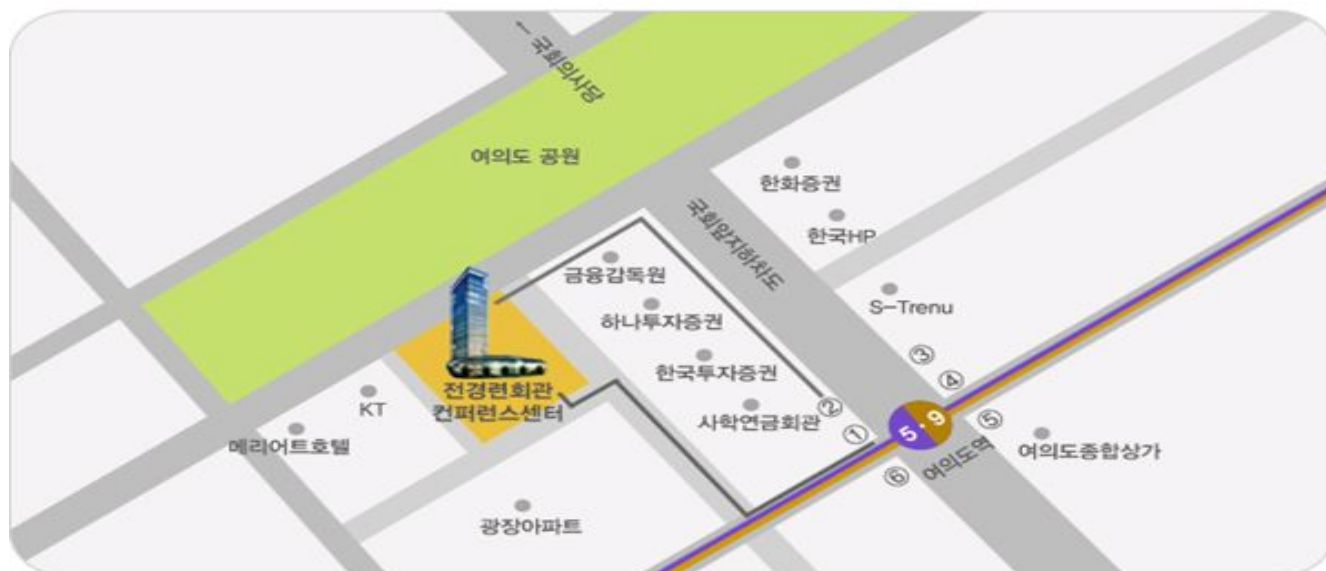 ← 국회의사당
여의도 공원
한화증권
국회앞지하차도
한국HP
금융감독원
S-Trenu
하나투자증권
③
한국투자증권
④
전경련회관
컨퍼런스센터
KT
②
사학연금회관
①
5·9
⑤
메리어트호텔
여의도역
여의도종합상가
⑥
광장아파트